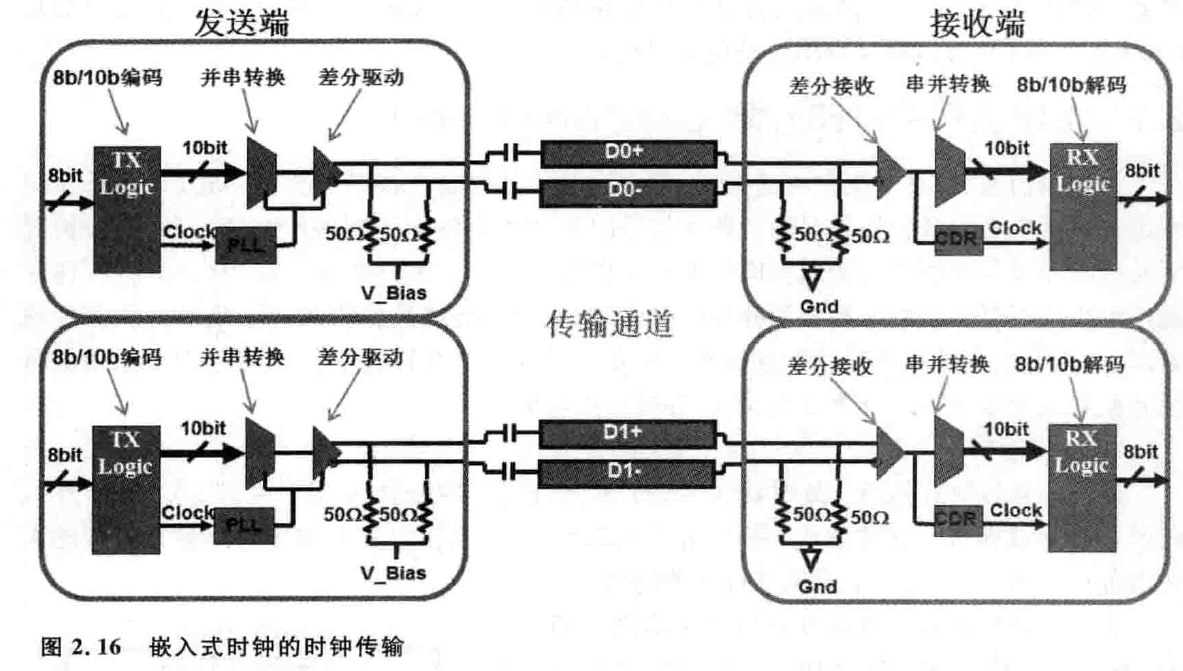 发送端
接收端
8b/10b编码 并串转换 差分驱动
差分接收 串并转换 8b/10b解码
8bit
TX
Logic
10bit
Clock
PLL
50Ω 50Ω
V_Bias
D0+
D0-
50Ω 50Ω
Gnd
10bit
CDR
Clock
RX
Logic
8bit
传输通道
8b/10b编码 并串转换 差分驱动
差分接收 串并转换 8b/10b解码
8bit
TX
Logic
10bit
Clock
PLL
50Ω 50Ω
V_Bias
D1+
D1-
50Ω 50Ω
Gnd
10bit
CDR
Clock
RX
Logic
8bit
图 2.16 嵌入式时钟的时钟传输